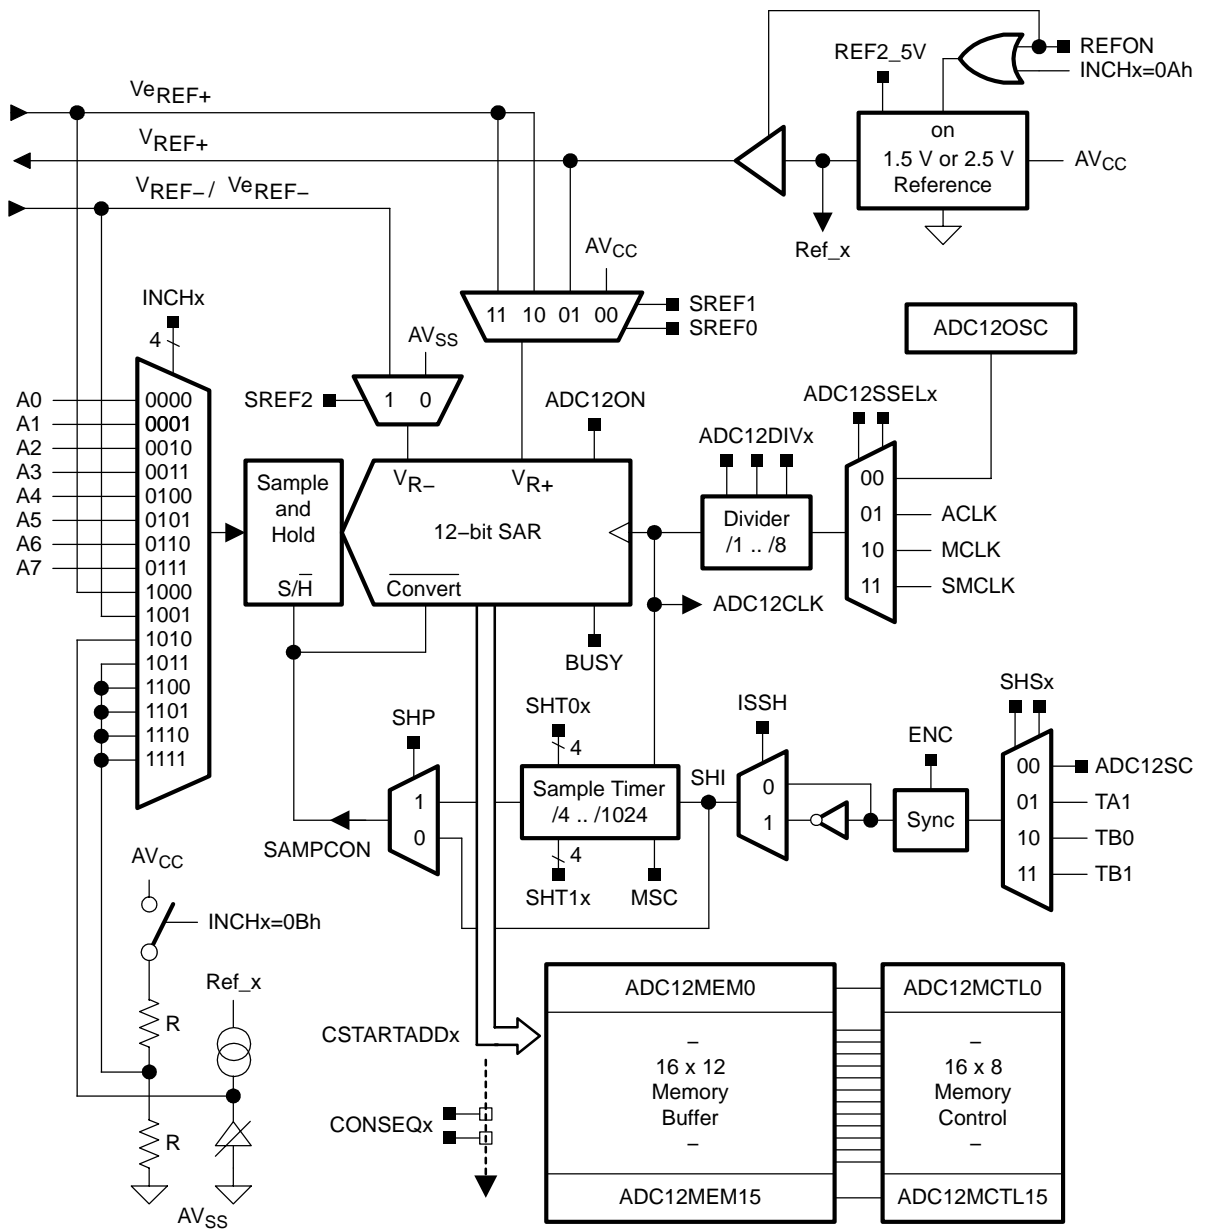 REFON
REF2_5V
INCHx=0Ah
VeREF+
VREF+
on
1.5 V or 2.5 V
Reference
AVCC
VREF− / VeREF−
Ref_x
AVCC
INCHx
4
11 10 01 00
SREF1
SREF0
ADC12OSC
AVSS
SREF2
1 0
ADC12ON
ADC12SSELx
ADC12DIVx
A0
A1
A2
A3
A4
A5
A6
A7
0000
0001
0010
0011
0100
0101
0110
0111
1000
1001
1010
1011
1100
1101
1110
1111
Sample
and
Hold
S/H
VR−
VR+
12−bit SAR
Convert
Divider
/1 .. /8
00
01
10
11
ACLK
MCLK
SMCLK
ADC12CLK
BUSY
SHP
SHT0x
4
ISSH
ENC
SHSx
1
0
SAMPCON
Sample Timer
/4 .. /1024
SHI
0
1
Sync
00
01
10
11
ADC12SC
TA1
TB0
TB1
4
SHT1x
MSC
AVCC
INCHx=0Bh
Ref_x
R
R
AVSS
CSTARTADDx
CONSEQx
ADC12MEM0
−
16 x 12
Memory
Buffer
−
ADC12MEM15
ADC12MCTL0
−
16 x 8
Memory
Control
−
ADC12MCTL15